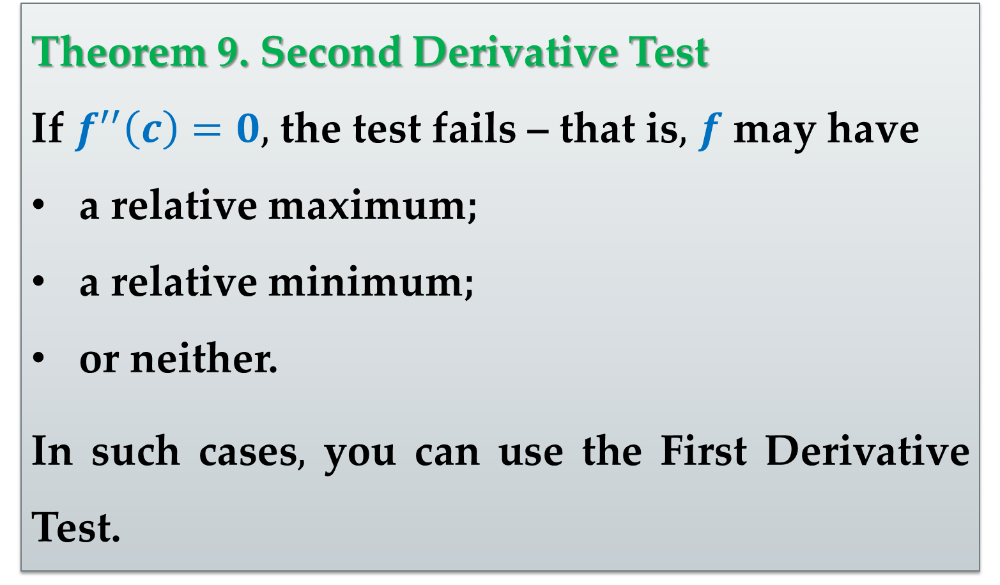 Theorem 9. Second Derivative Test
If f′′(c) = 0, the test fails – that is, f may have
• a relative maximum;
• a relative minimum;
• or neither.
In such cases, you can use the First Derivative
Test.